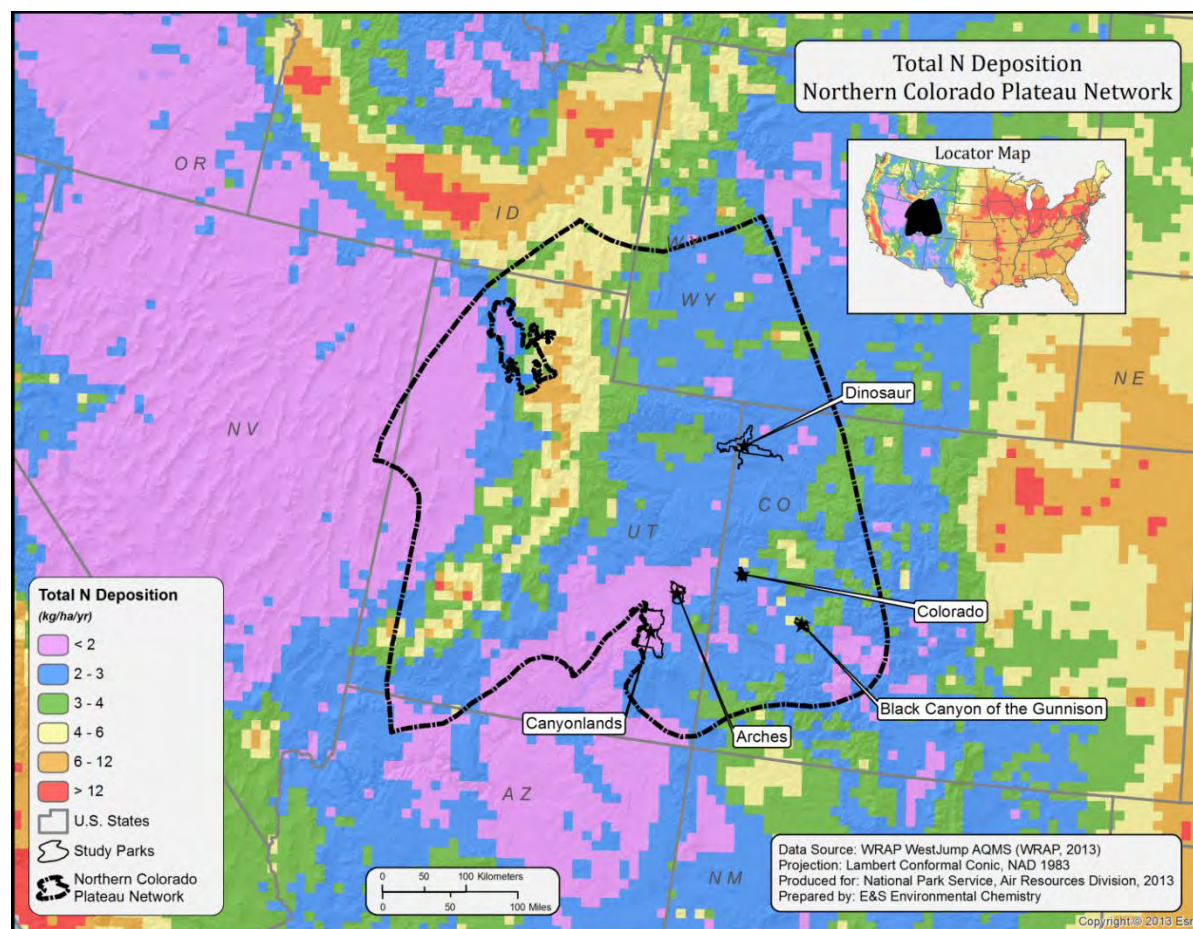 Total N Deposition
Northern Colorado Plateau Network
Locator Map
OR
ID
WY
WY
NE
NV
Dinosaur
CO
UT
Colorado
Black Canyon of the Gunnison
Canyonlands
Arches
AZ
NM
Total N Deposition
(kg/ha/yr)
< 2
2 - 3
3 - 4
4 - 6
6 - 12
> 12
U.S. States
Study Parks
Northern Colorado
Plateau Network
0 50 100 Kilometers
0 50 100 Miles
Data Source: WRAP WestJump AQMS (WRAP, 2013)
Projection: Lambert Conformal Conic, NAD 1983
Produced for: National Park Service, Air Resources Division, 2013
Prepared by: E&S Environmental Chemistry
Copyright:© 2013 Esri